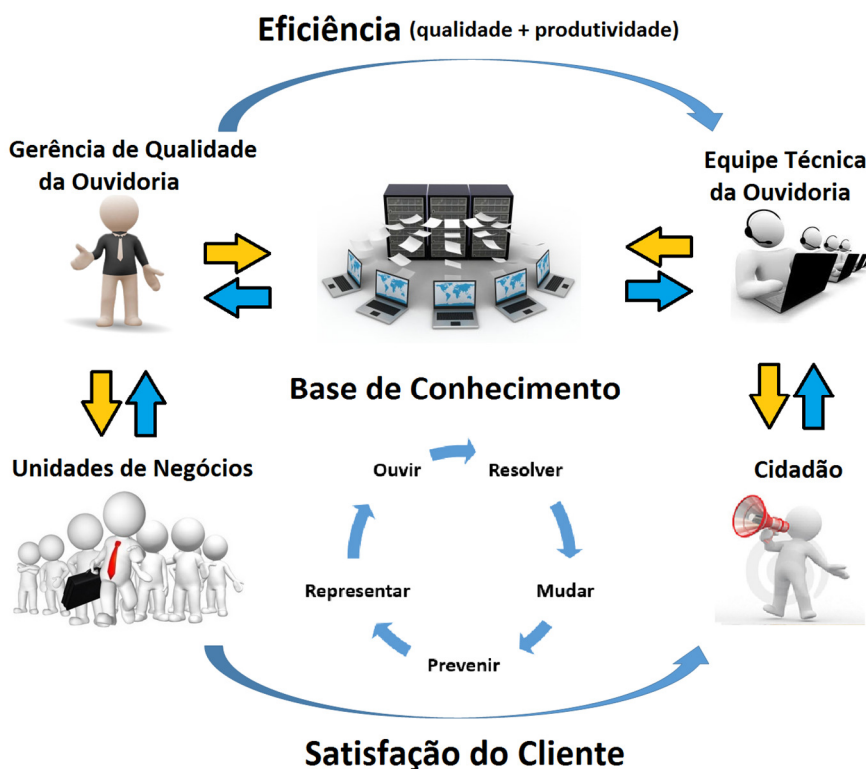 Eficiência (qualidade + produtividade)
Gerência de Qualidade
da Ouvidoria
Equipe Técnica
da Ouvidoria
Base de Conhecimento
Unidades de Negócios
Cidadão
Ouvir
Resolver
Representar
Mudar
Prevenir
Satisfação do Cliente